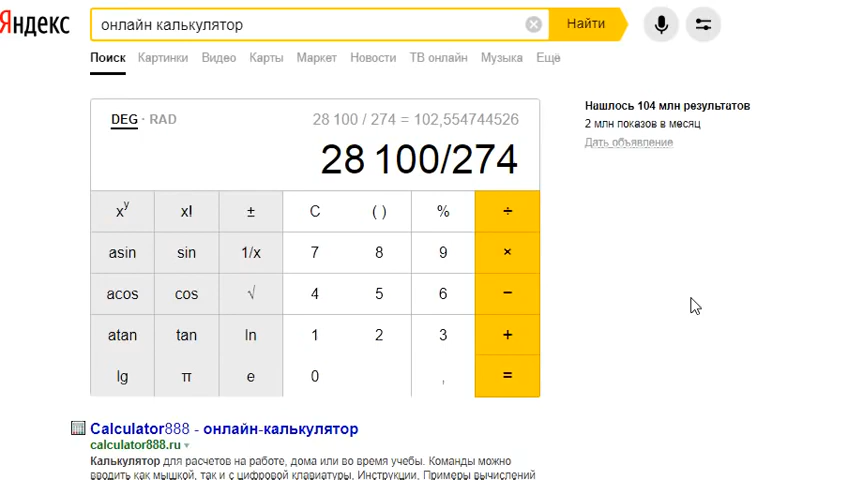 Яндекс
онлайн калькулятор
Найти
Поиск Картинки Видео Карты Маркет Новости ТВ онлайн Музыка Ещё
DEG · RAD 28 100 / 274 = 102,554744526
28 100/274
xʸ x! ± C ( ) % ÷
asin sin 1/x 7 8 9 ×
acos cos √ 4 5 6 −
atan tan ln 1 2 3 +
lg π e 0 , =
Нашлось 104 млн результатов
2 млн показов в месяц
Дать объявление
Calculator888 - онлайн-калькулятор
calculator888.ru
Калькулятор для расчетов на работе, дома или во время учебы. Команды можно
вводить как мышкой, так и с цифровой клавиатуры. Инструкции. Примеры вычислений